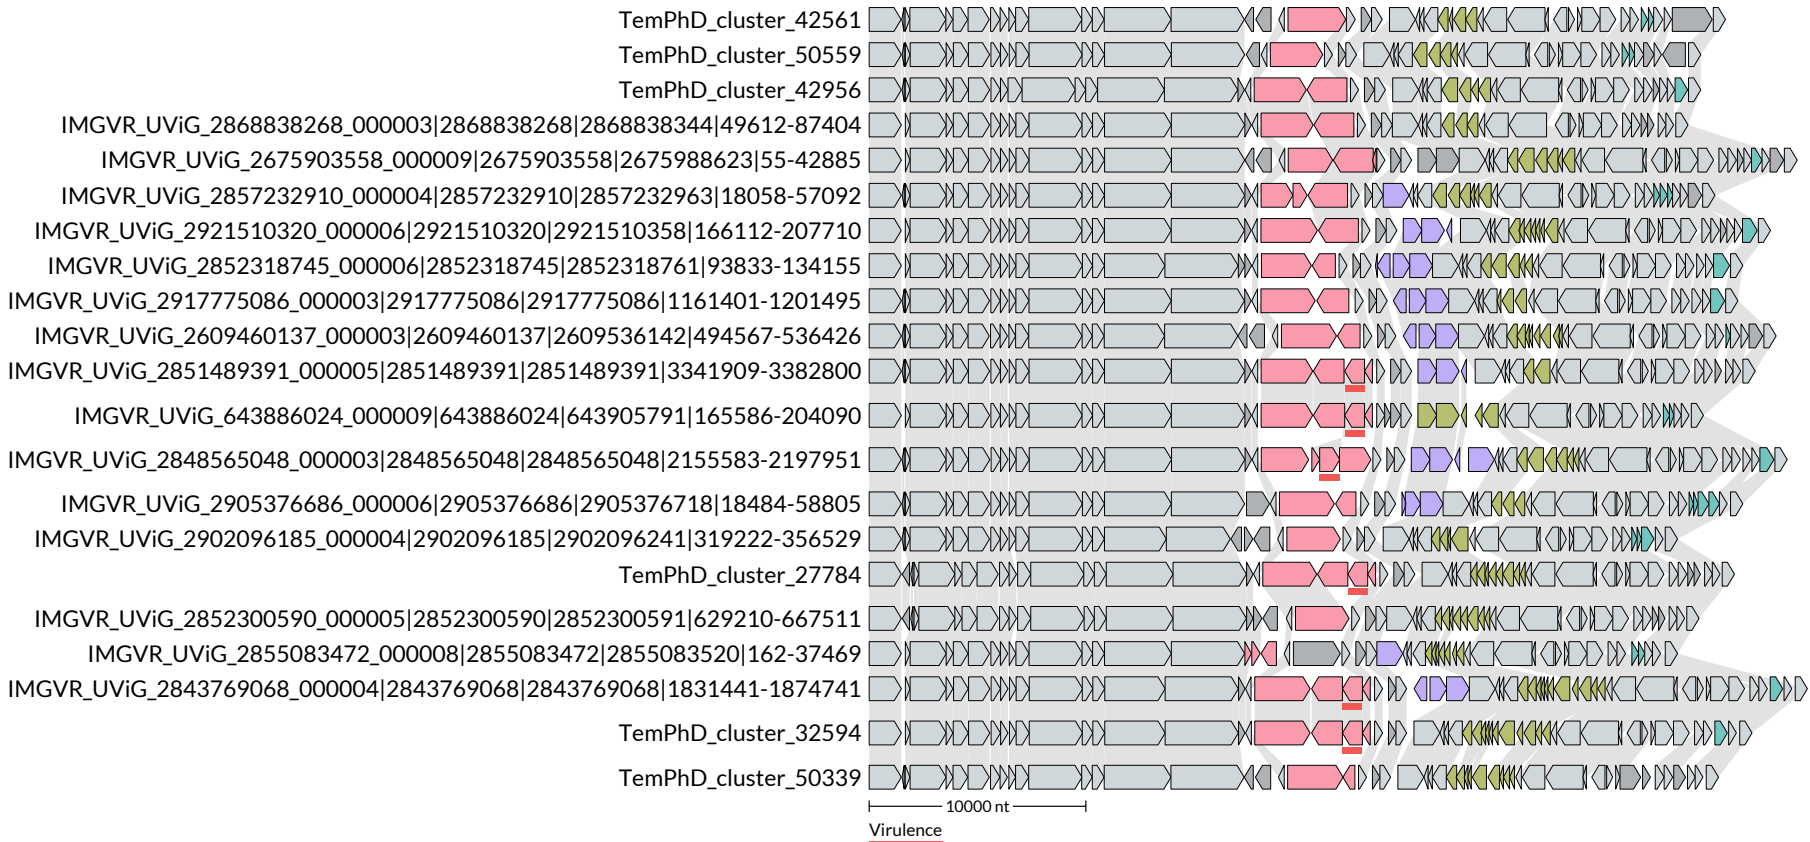 TemPhD_cluster_42561
TemPhD_cluster_50559
TemPhD_cluster_42956
IMGVR_UViG_2868838268_000003|2868838268|2868838344|49612-87404
IMGVR_UViG_2675903558_000009|2675903558|2675988623|55-42885
IMGVR_UViG_2857232910_000004|2857232910|2857232963|18058-57092
IMGVR_UViG_2921510320_000006|2921510320|2921510358|166112-207710
IMGVR_UViG_2852318745_000006|2852318745|2852318761|93833-134155
IMGVR_UViG_2917775086_000003|2917775086|2917775086|1161401-1201495
IMGVR_UViG_2609460137_000003|2609460137|2609536142|494567-536426
IMGVR_UViG_2851489391_000005|2851489391|2851489391|3341909-3382800
IMGVR_UViG_643886024_000009|643886024|643905791|165586-204090
IMGVR_UViG_2848565048_000003|2848565048|2848565048|2155583-2197951
IMGVR_UViG_2905376686_000006|2905376686|2905376718|18484-58805
IMGVR_UViG_2902096185_000004|2902096185|2902096241|319222-356529
TemPhD_cluster_27784
IMGVR_UViG_2852300590_000005|2852300590|2852300591|629210-667511
IMGVR_UViG_2855083472_000008|2855083472|2855083520|162-37469
IMGVR_UViG_2843769068_000004|2843769068|2843769068|1831441-1874741
TemPhD_cluster_32594
TemPhD_cluster_50339
10000 nt
Virulence